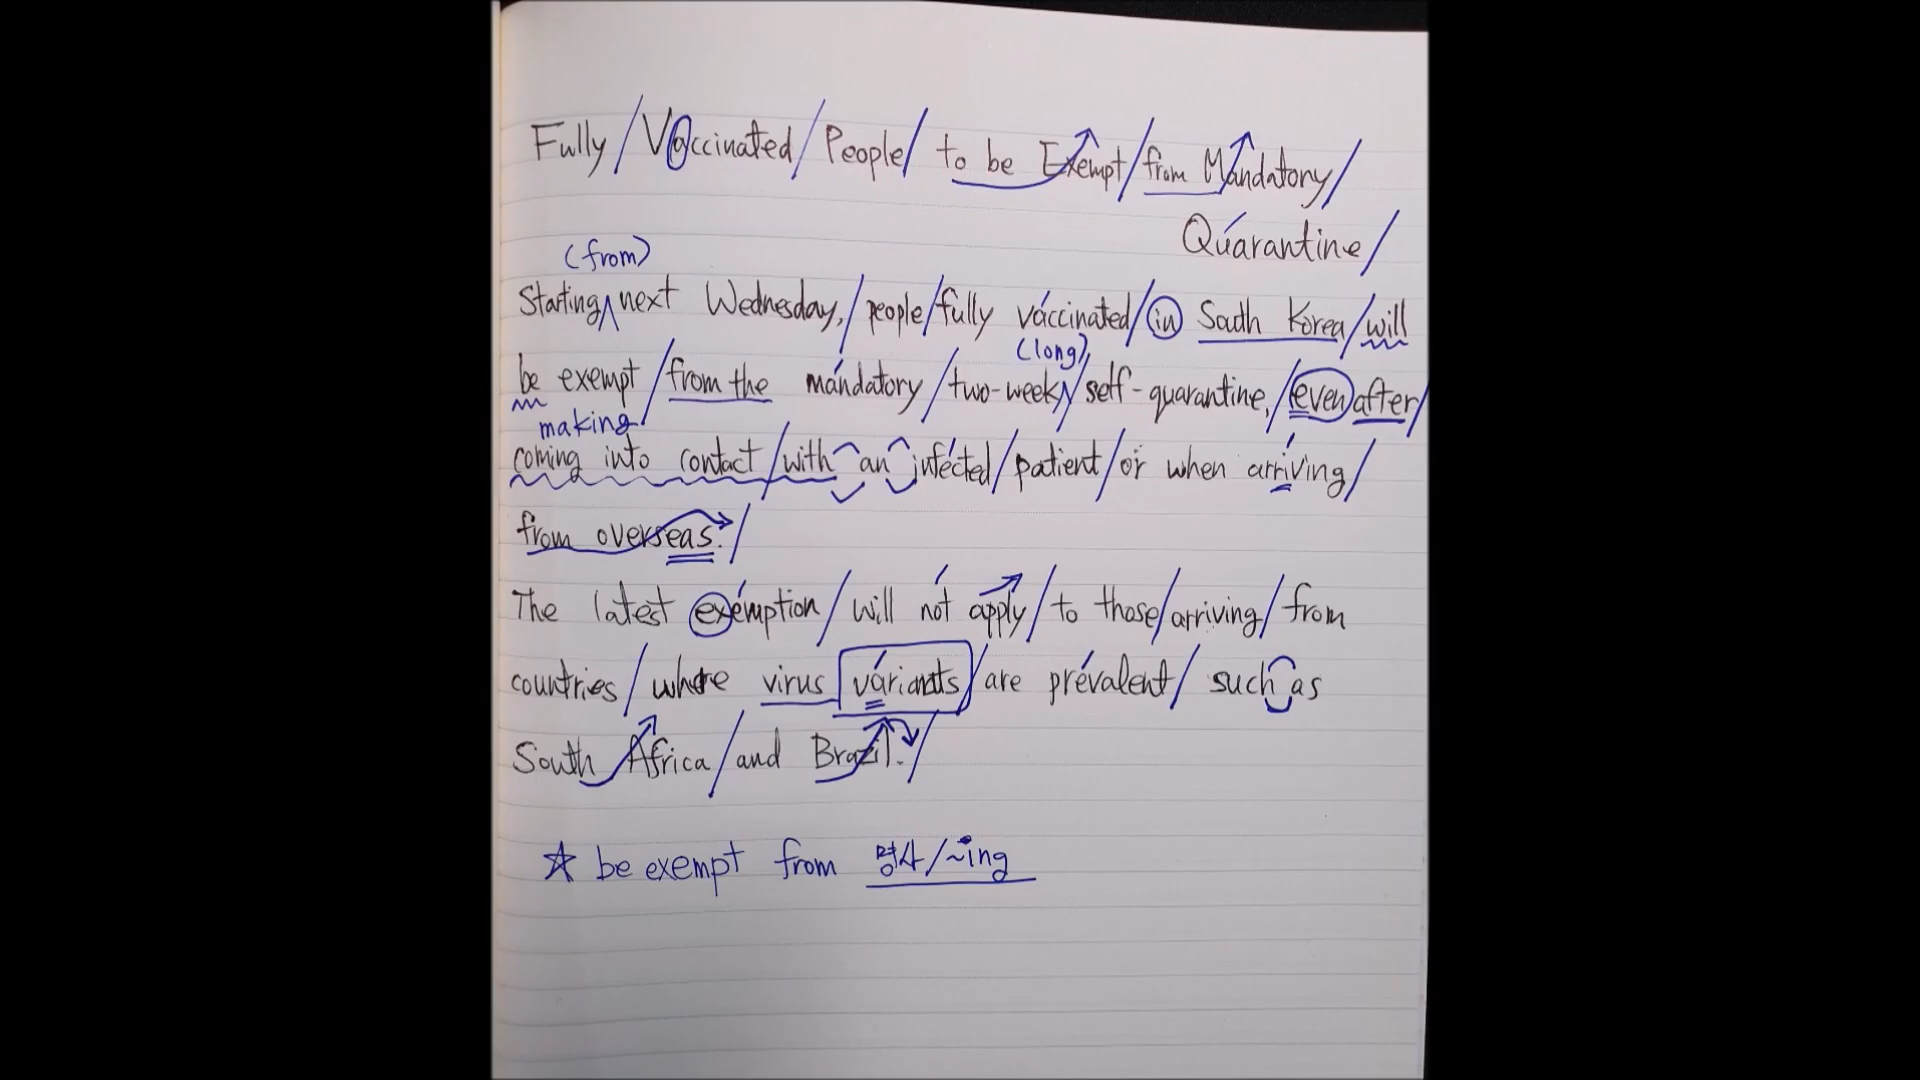 Fully / Vaccinated / People / to be Exempt / from Mandatory /
Quarantine /
(from)
Starting ∧ next Wednesday, / people / fully vaccinated / in South Korea / will
(long)
be exempt / from the mandatory / two-week / self-quarantine, / even after /
making
coming into contact / with an infected / patient / or when arriving /
from overseas. /
The latest exemption / will not apply / to those / arriving / from
countries / where virus variants / are prevalent / such as
South Africa / and Brazil. /
☆ be exempt from 명사 / ~ing